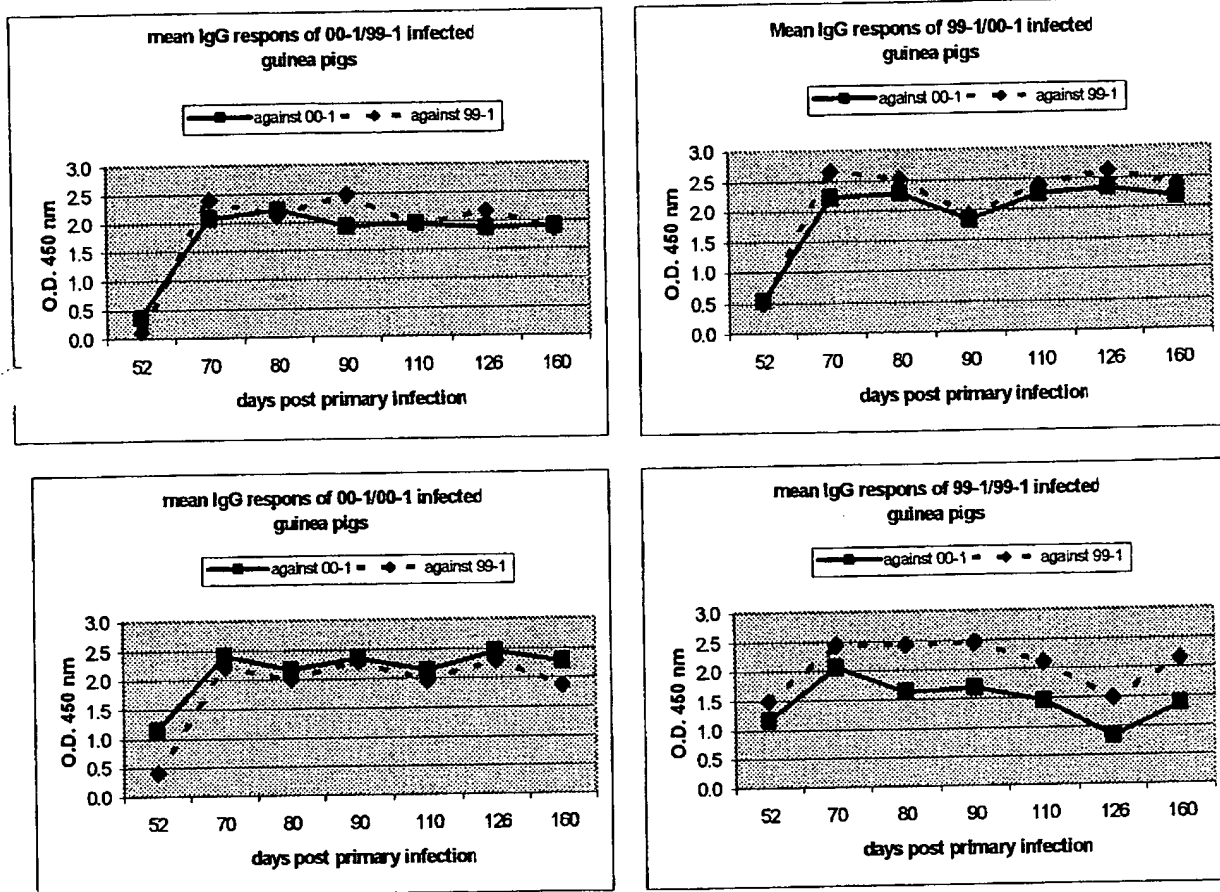 mean IgG respons of 00-1/99-1 infected
guinea pigs
against 00-1
against 99-1
3.0
2.5
2.0
1.5
1.0
0.5
0.0
O.D. 450 nm
52 70 80 90 110 126 160
days post primary infection
Mean IgG respons of 99-1/00-1 infected
guinea pigs
against 00-1
against 99-1
3.0
2.5
2.0
1.5
1.0
0.5
0.0
O.D. 450 nm
52 70 80 90 110 126 160
days post primary infection
mean IgG respons of 00-1/00-1 infected
guinea pigs
against 00-1
against 99-1
3.0
2.5
2.0
1.5
1.0
0.5
0.0
O.D. 450 nm
52 70 80 90 110 126 160
days post primary infection
mean IgG respons of 99-1/99-1 infected
guinea pigs
against 00-1
against 99-1
3.0
2.5
2.0
1.5
1.0
0.5
0.0
O.D. 450 nm
52 70 80 90 110 126 160
days post primary infection